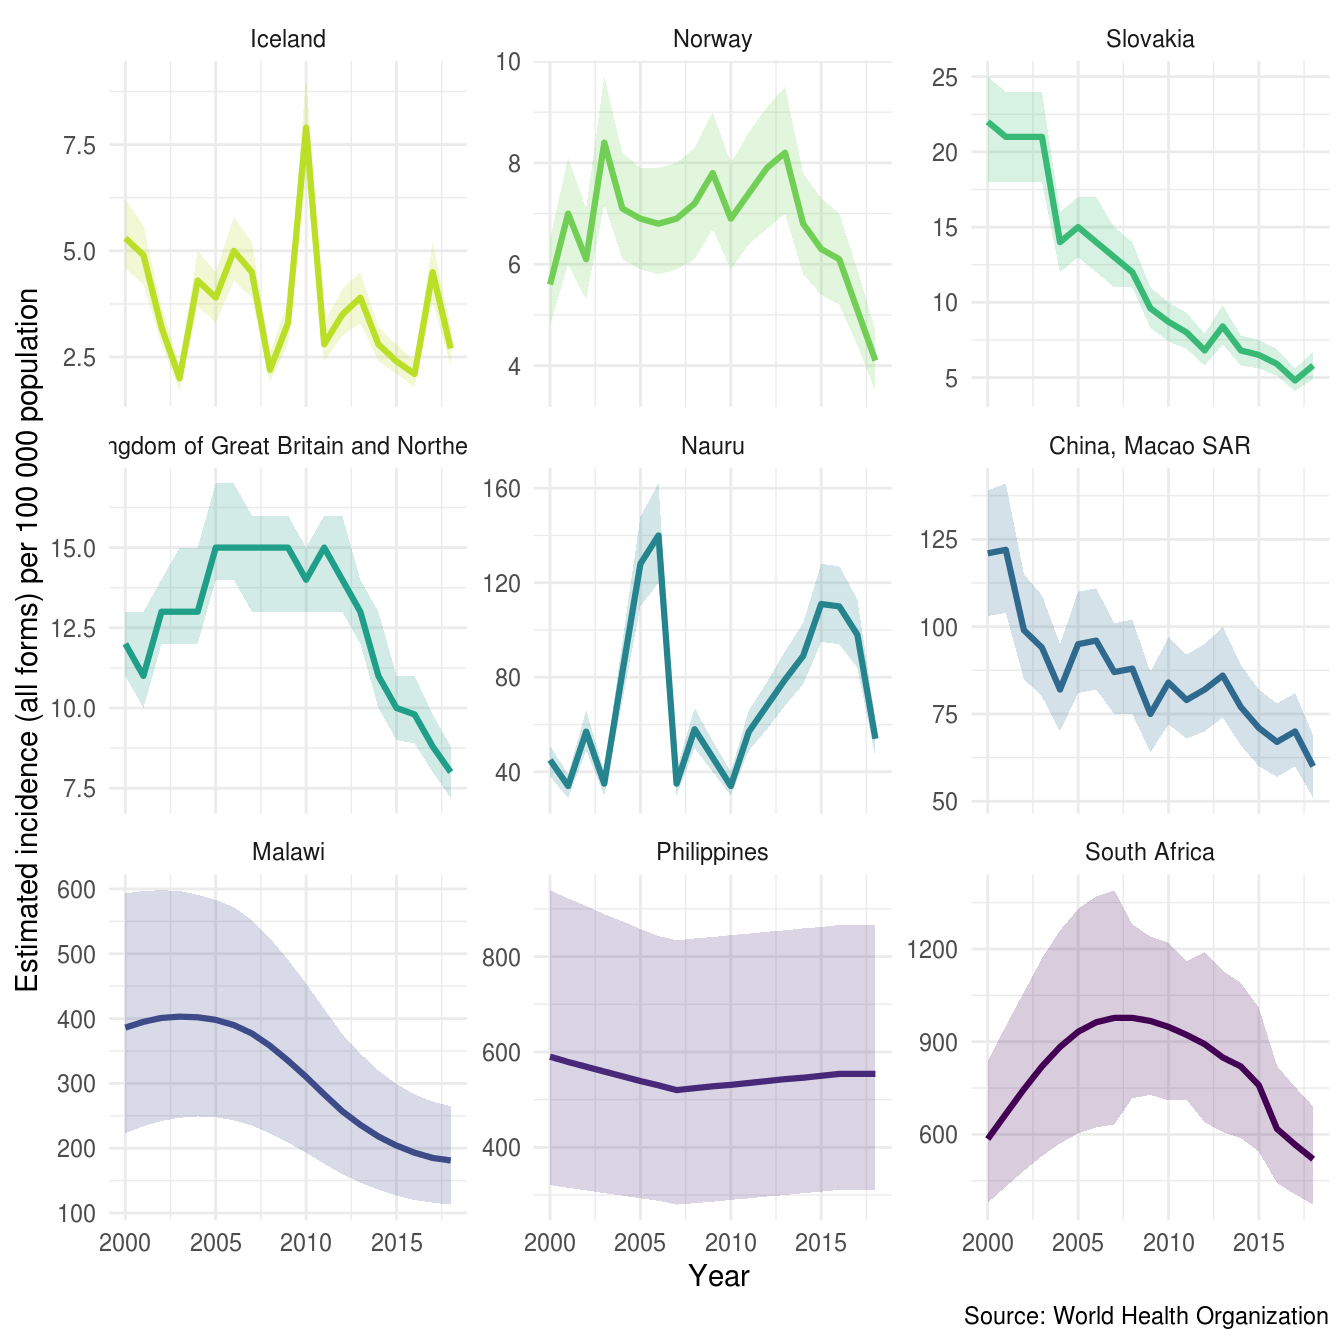 Iceland
Norway
Slovakia
7.5
5.0
2.5
10
8
6
4
25
20
15
10
5
ngdom of Great Britain and Northe
Nauru
China, Macao SAR
15.0
12.5
10.0
7.5
160
120
80
40
125
100
75
50
Malawi
Philippines
South Africa
600
500
400
300
200
100
800
600
400
1200
900
600
2000 2005 2010 2015
2000 2005 2010 2015
2000 2005 2010 2015
Estimated incidence (all forms) per 100 000 population
Year
Source: World Health Organization